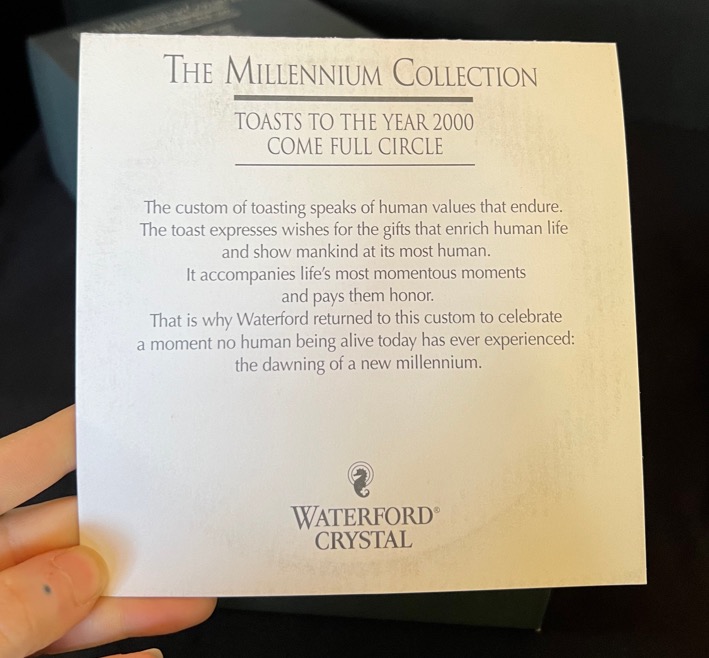 THE MILLENNIUM COLLECTION
TOASTS TO THE YEAR 2000
COME FULL CIRCLE
The custom of toasting speaks of human values that endure.
The toast expresses wishes for the gifts that enrich human life
and show mankind at its most human.
It accompanies life's most momentous moments
and pays them honor.
That is why Waterford returned to this custom to celebrate
a moment no human being alive today has ever experienced:
the dawning of a new millennium.
WATERFORD®
CRYSTAL